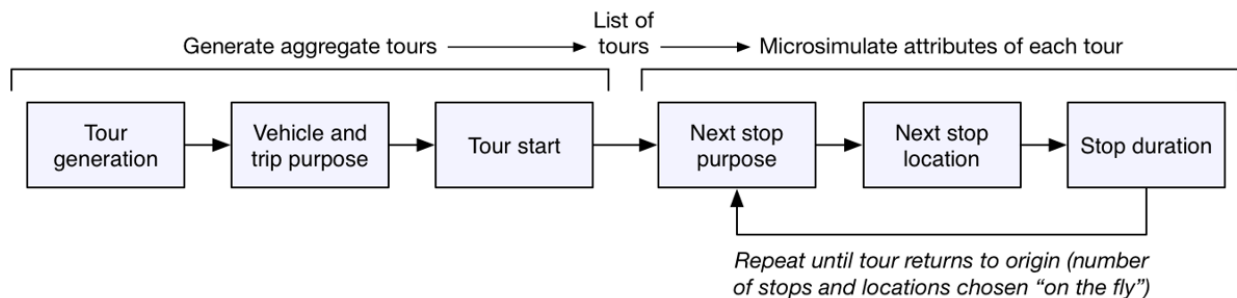 List of
Generate aggregate tours tours Microsimulate attributes of each tour
Tour
generation
Vehicle and
trip purpose
Tour start
Next stop
purpose
Next stop
location
Stop duration
Repeat until tour returns to origin (number
of stops and locations chosen “on the fly”)